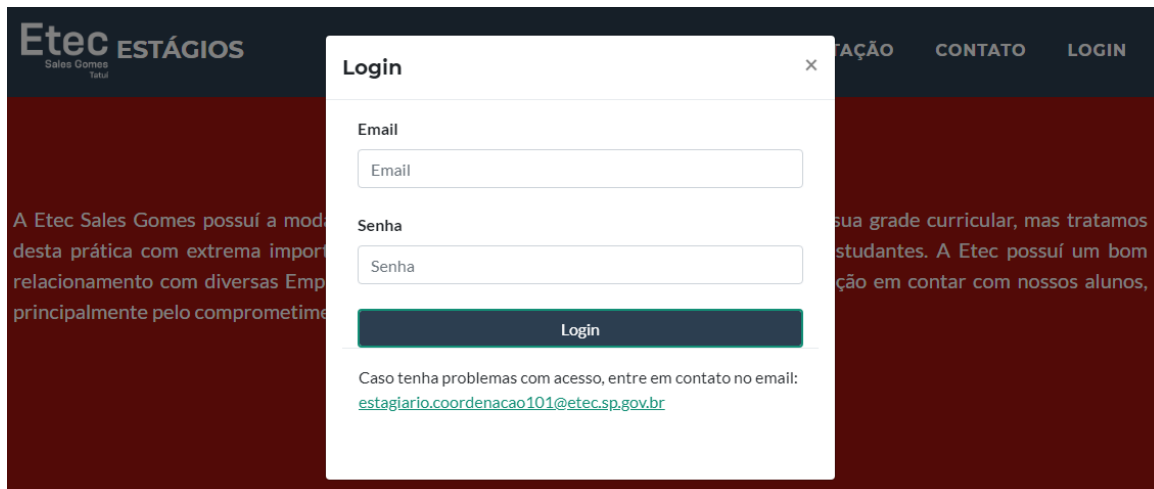 Etec ESTÁGIOS
Sales Gomes
Tatuí
TAÇÃO CONTATO LOGIN
Login ×
Email
Email
Senha
Senha
Login
Caso tenha problemas com acesso, entre em contato no email:
estagiario.coordenacao101@etec.sp.gov.br
A Etec Sales Gomes possuí a moda sua grade curricular, mas tratamos
desta prática com extrema import studantes. A Etec possuí um bom
relacionamento com diversas Emp ção em contar com nossos alunos,
principalmente pelo comprometime